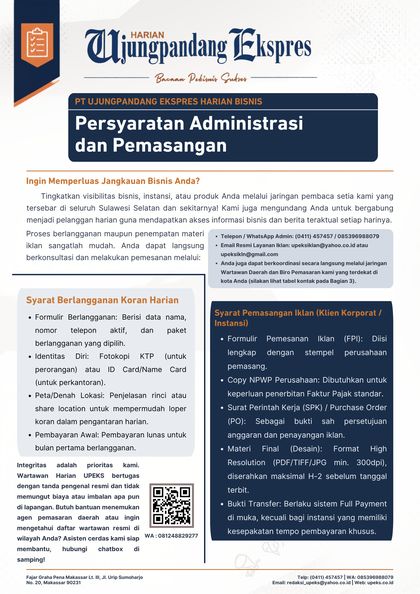 HARIAN
Ujungpandang Ekspres
Bacaan Pebisnis Sukses
PT UJUNGPANDANG EKSPRES HARIAN BISNIS
Persyaratan Administrasi
dan Pemasangan
Ingin Memperluas Jangkauan Bisnis Anda?
Tingkatkan visibilitas bisnis, instansi, atau produk Anda melalui jaringan pembaca setia kami yang
tersebar di seluruh Sulawesi Selatan dan sekitarnya! Kami juga mengundang Anda untuk bergabung
menjadi pelanggan harian guna mendapatkan akses informasi bisnis dan berita teraktual setiap harinya.
Proses berlangganan maupun penempatan materi
iklan sangatlah mudah. Anda dapat langsung
berkonsultasi dan melakukan pemesanan melalui:
• Telepon / WhatsApp Admin: (0411) 457457 / 085396988079
• Email Resmi Layanan Iklan: upeksiklan@yahoo.co.id atau
upeksiklin@gmail.com
• Anda juga dapat berkoordinasi secara langsung melalui jaringan
Wartawan Daerah dan Biro Pemasaran kami yang terdekat di
kota Anda (silakan lihat tabel kontak pada Bagian 3).
Syarat Berlangganan Koran Harian
• Formulir Berlangganan: Berisi data nama,
nomor telepon aktif, dan paket
berlangganan yang dipilih.
• Identitas Diri: Fotokopi KTP (untuk
perorangan) atau ID Card/Name Card
(untuk perkantoran).
• Peta/Denah Lokasi: Penjelasan rinci atau
share location untuk mempermudah loper
koran dalam pengantaran harian.
• Pembayaran Awal: Pembayaran lunas untuk
bulan pertama berlangganan.
Syarat Pemasangan Iklan (Klien Korporat /
Instansi)
• Formulir Pemesanan Iklan (FPI): Diisi
lengkap dengan stempel perusahaan
pemasang.
• Copy NPWP Perusahaan: Dibutuhkan untuk
keperluan penerbitan Faktur Pajak standar.
• Surat Perintah Kerja (SPK) / Purchase Order
(PO): Sebagai bukti sah persetujuan
anggaran dan penayangan iklan.
• Materi Final (Desain): Format High
Resolution (PDF/TIFF/JPG min. 300dpi),
diserahkan maksimal H-2 sebelum tanggal
terbit.
• Bukti Transfer: Berlaku sistem Full Payment
di muka, kecuali bagi instansi yang memiliki
kesepakatan tempo pembayaran khusus.
Integritas adalah prioritas kami.
Wartawan Harian UPEKS bertugas
dengan tanda pengenal resmi dan tidak
memungut biaya atau imbalan apa pun
di lapangan. Butuh bantuan menemukan
agen pemasaran daerah atau ingin
mengetahui daftar wartawan resmi di
wilayah Anda? Asisten cerdas kami siap
membantu, hubungi chatbox di
samping!
WA : 081248829277
Fajar Graha Pena Makassar Lt. III, Jl. Urip Sumoharjo
No. 20, Makassar 90231
Telp: (0411) 457457 | WA: 085396988079
Email: redaksi_upeks@yahoo.co.id | Web: upeks.co.id